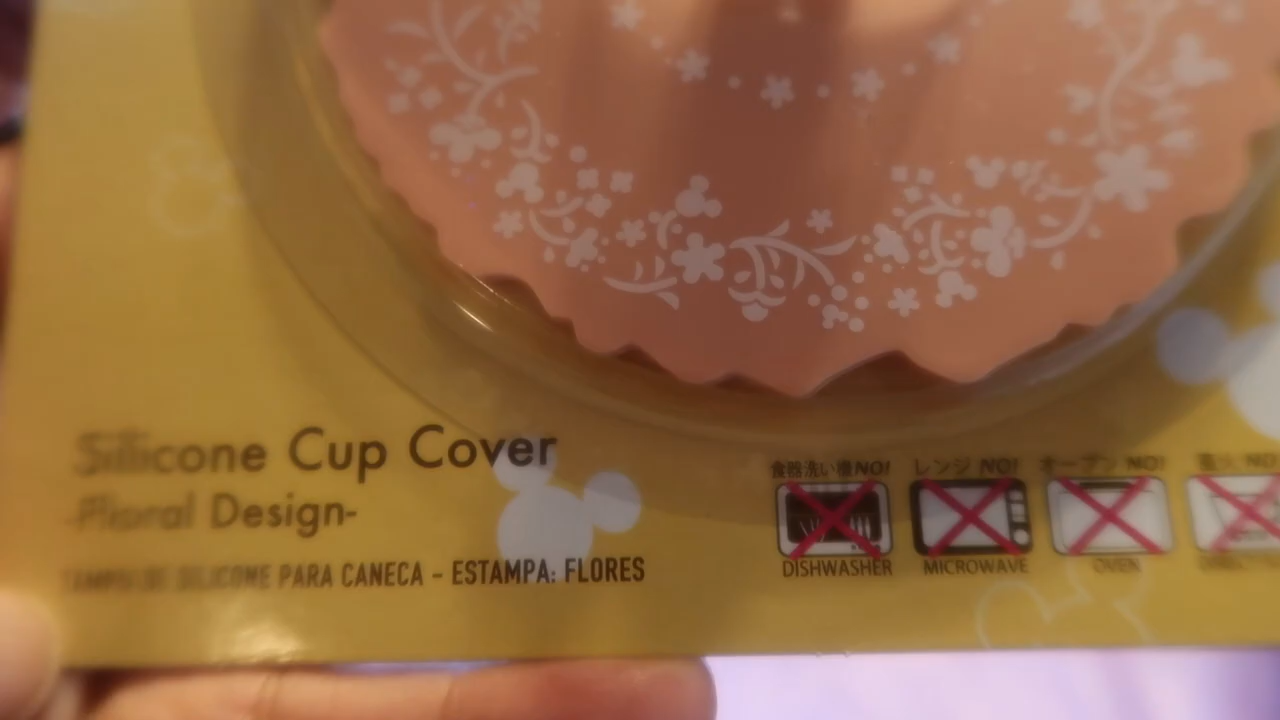 Silicone Cup Cover
-Floral Design-
TAMPA DE SILICONE PARA CANECA - ESTAMPA: FLORES
食器洗い機NO! レンジ NO! オーブン NO! NO!
DISHWASHER MICROWAVE OVEN